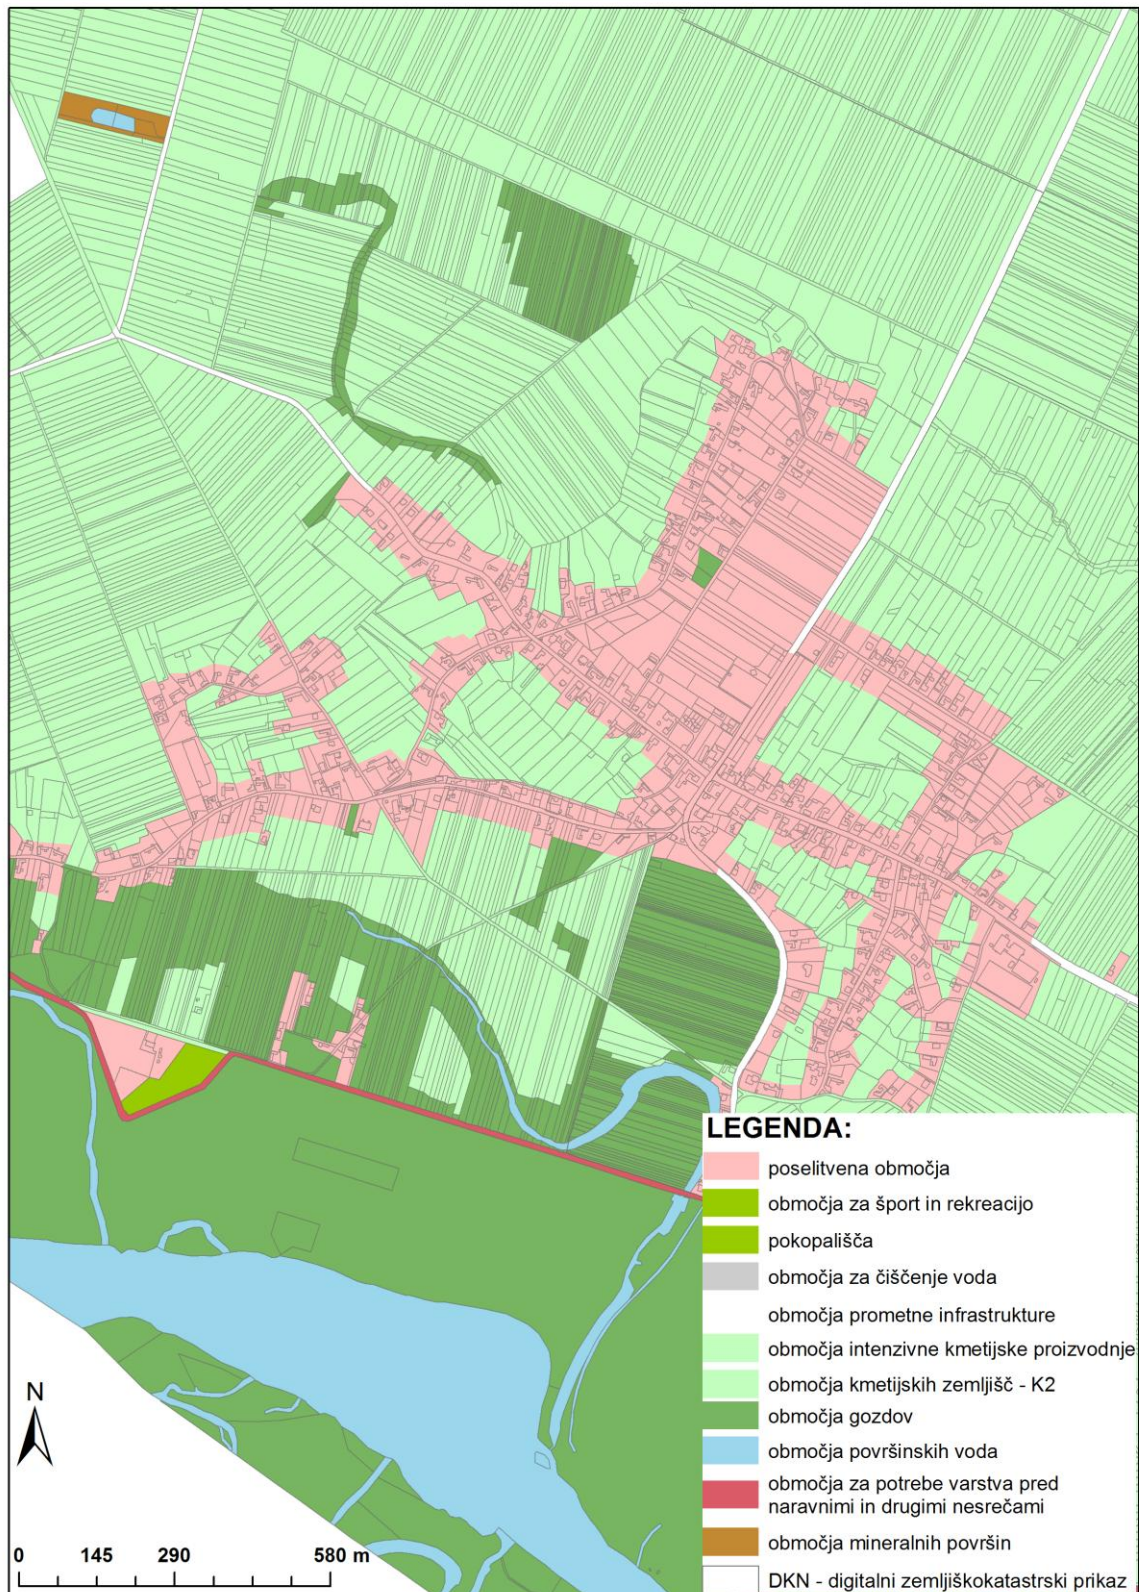 LEGENDA:
poselitvena območja
območja za šport in rekreacijo
pokopališča
območja za čiščenje voda
območja prometne infrastrukture
območja intenzivne kmetijske proizvodnje
območja kmetijskih zemljišč - K2
območja gozdov
območja površinskih voda
območja za potrebe varstva pred
naravnimi in drugimi nesrečami
območja mineralnih površin
DKN - digitalni zemljiškokatastrski prikaz
N
0 145 290 580 m